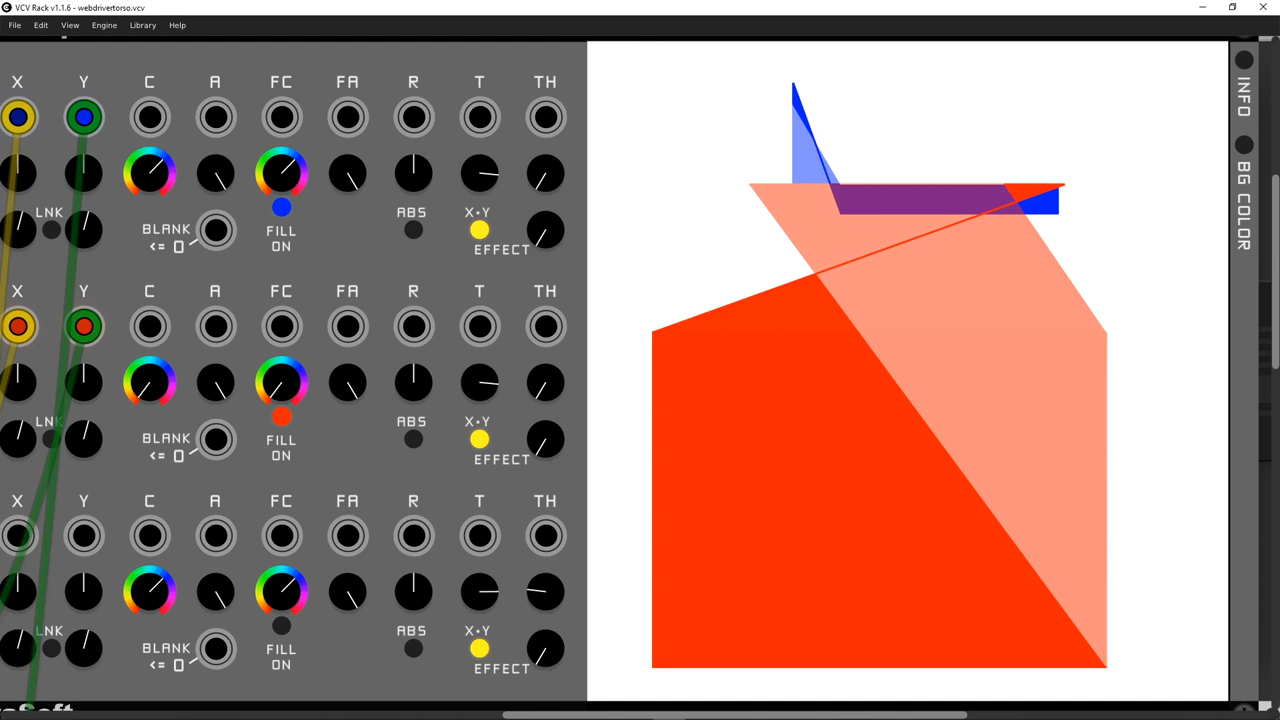 VCV Rack v1.1.6 - webdrivertorso.vcv
File Edit View Engine Library Help
X Y C A FC FA R T TH
LNK BLANK <= 0 FILL ON ABS X•Y EFFECT
X Y C A FC FA R T TH
LNK BLANK <= 0 FILL ON ABS X•Y EFFECT
X Y C A FC FA R T TH
LNK BLANK <= 0 FILL ON ABS X•Y EFFECT
INFO
BG COLOR